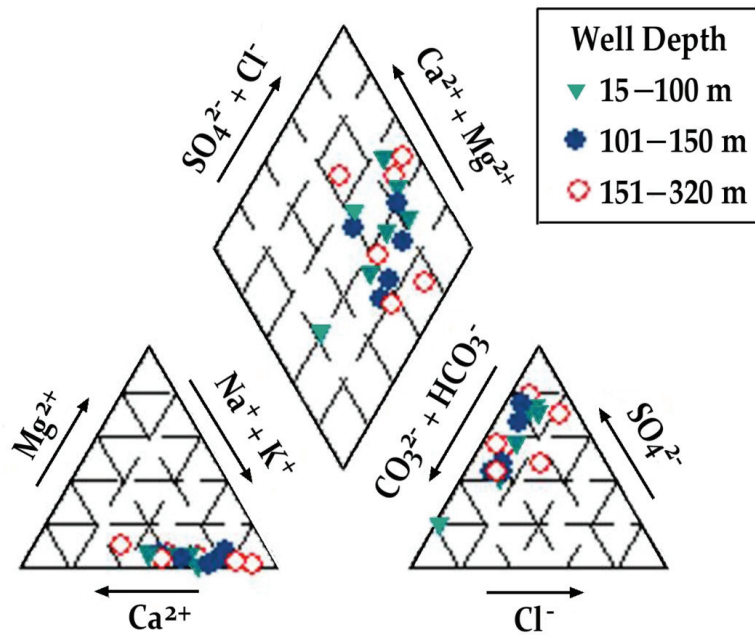 Well Depth
15–100 m
101–150 m
151–320 m
SO₄²⁻ + Cl⁻
Ca²⁺ + Mg²⁺
Mg²⁺
Na⁺ + K⁺
CO₃²⁻ + HCO₃⁻
SO₄²⁻
Ca²⁺
Cl⁻